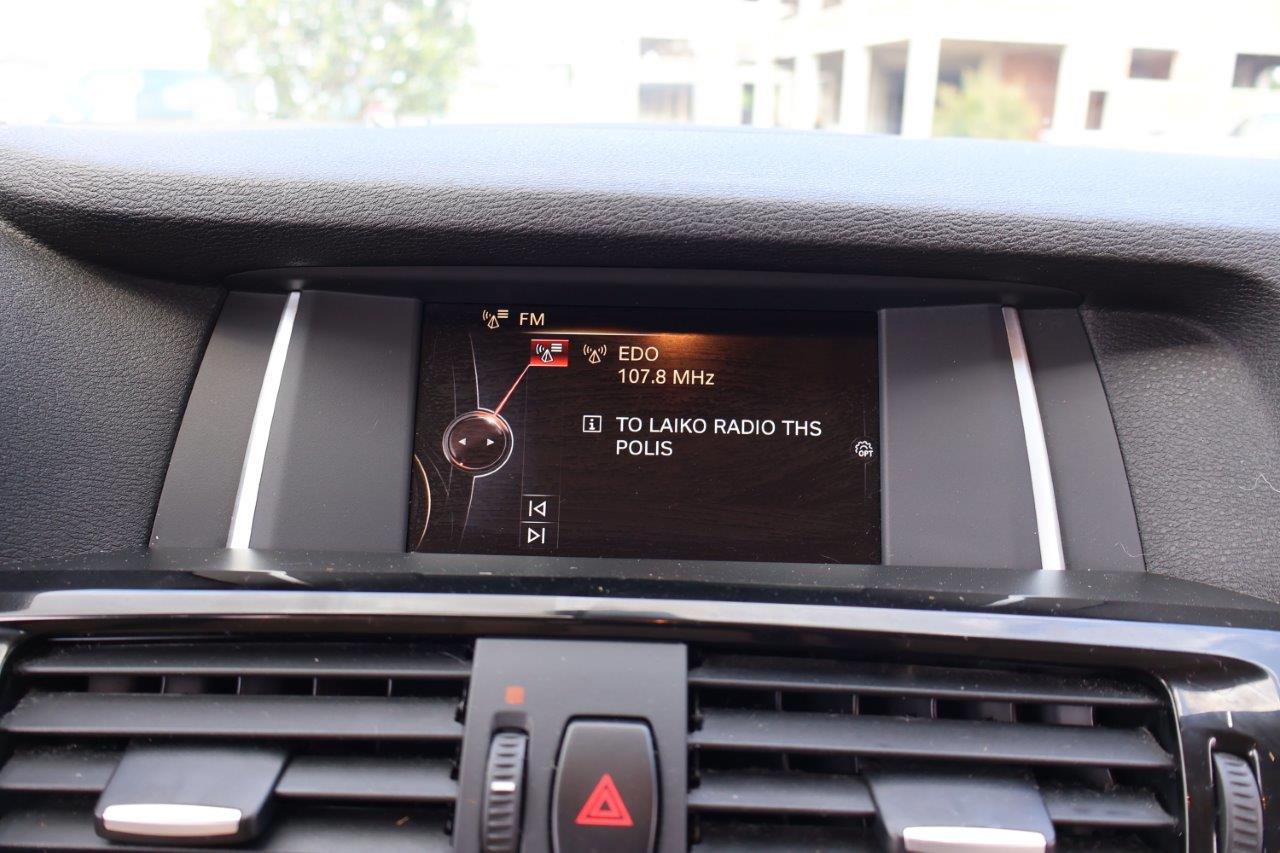 FM
EDO
107.8 MHz
TO LAIKO RADIO THS
POLIS
OPT